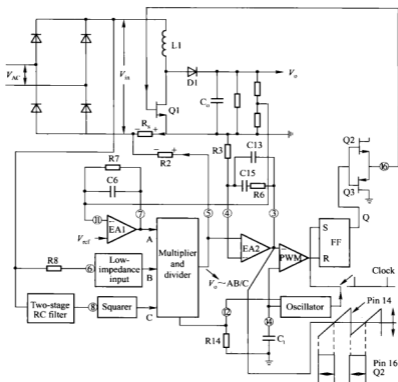 L1
V_AC
V_in
D1
V_o
C_o
Q1
R_s
R2
R3
C13
C15
R6
Q2
⑯
Q3
Q
R7
C6
⑪
⑦
EA1
A
V_ref
⑤
④
③
EA2
PWM
S
FF
R
Multiplier and divider
R8
⑥
Low-impedance input
B
V_o ~ AB/C
Clock
Two-stage RC filter
⑧
Squarer
C
⑫
Oscillator
Pin 14
⑭
R14
C_t
Pin 16
Q2